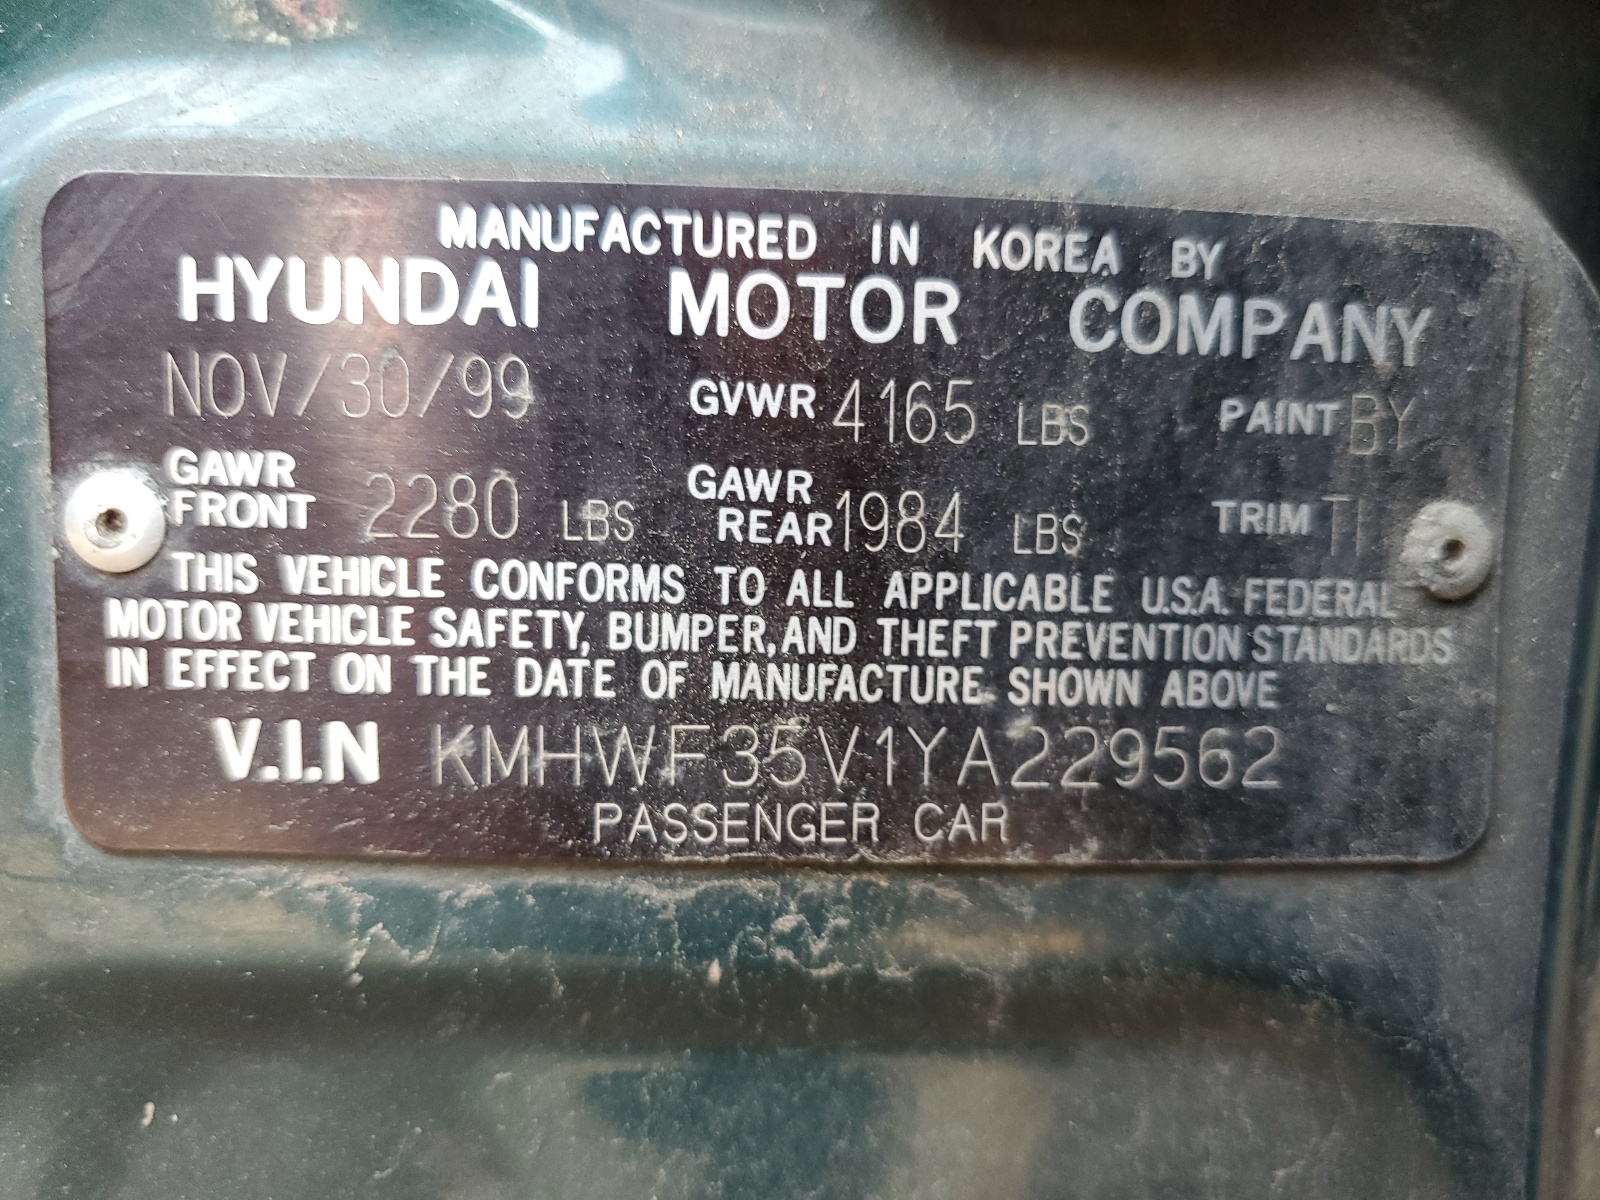 MANUFACTURED IN KOREA BY
HYUNDAI MOTOR COMPANY
NOV/30/99 GVWR 4165 LBS PAINT BY
GAWR FRONT 2280 LBS GAWR REAR 1984 LBS TRIM TI
THIS VEHICLE CONFORMS TO ALL APPLICABLE U.S.A. FEDERAL
MOTOR VEHICLE SAFETY, BUMPER, AND THEFT PREVENTION STANDARDS
IN EFFECT ON THE DATE OF MANUFACTURE SHOWN ABOVE
V.I.N KMHWF35V1YA229562
PASSENGER CAR